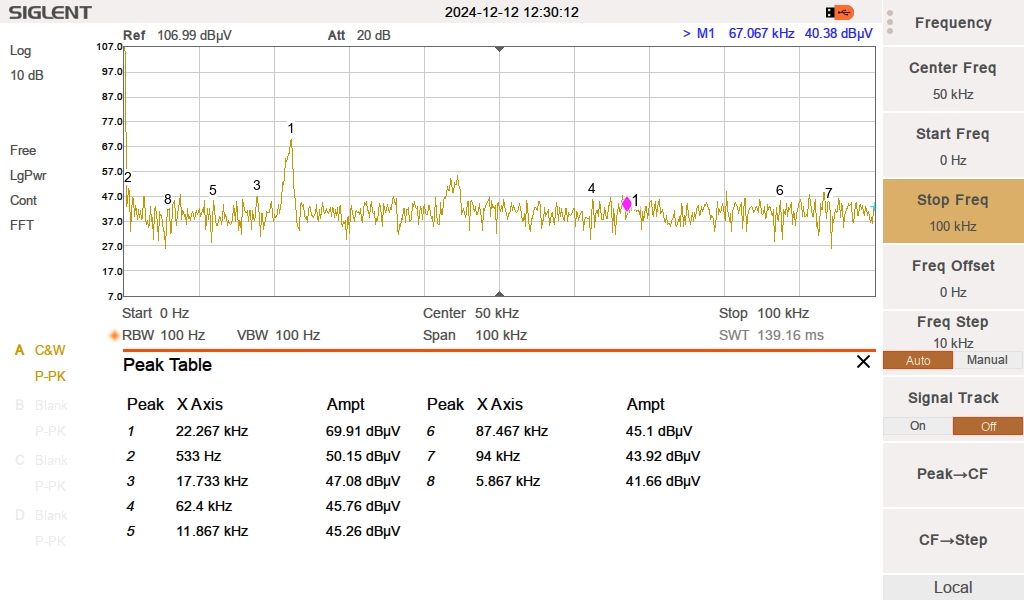 SIGLENT
2024-12-12 12:30:12
Log
10 dB
Free
LgPwr
Cont
FFT
A C&W
P-PK
B Blank
P-PK
C Blank
P-PK
D Blank
P-PK
Ref 106.99 dBµV
Att 20 dB
> M1 67.067 kHz 40.38 dBµV
107.0
97.0
87.0
77.0
67.0
57.0
47.0
37.0
27.0
17.0
7.0
1
2
8
5
3
4
1
6
7
Start 0 Hz
Center 50 kHz
Stop 100 kHz
RBW 100 Hz
VBW 100 Hz
Span 100 kHz
SWT 139.16 ms
Peak Table
Peak X Axis Ampt Peak X Axis Ampt
1 22.267 kHz 69.91 dBµV 6 87.467 kHz 45.1 dBµV
2 533 Hz 50.15 dBµV 7 94 kHz 43.92 dBµV
3 17.733 kHz 47.08 dBµV 8 5.867 kHz 41.66 dBµV
4 62.4 kHz 45.76 dBµV
5 11.867 kHz 45.26 dBµV
Frequency
Center Freq
50 kHz
Start Freq
0 Hz
Stop Freq
100 kHz
Freq Offset
0 Hz
Freq Step
10 kHz
Auto Manual
Signal Track
On Off
Peak→CF
CF→Step
Local